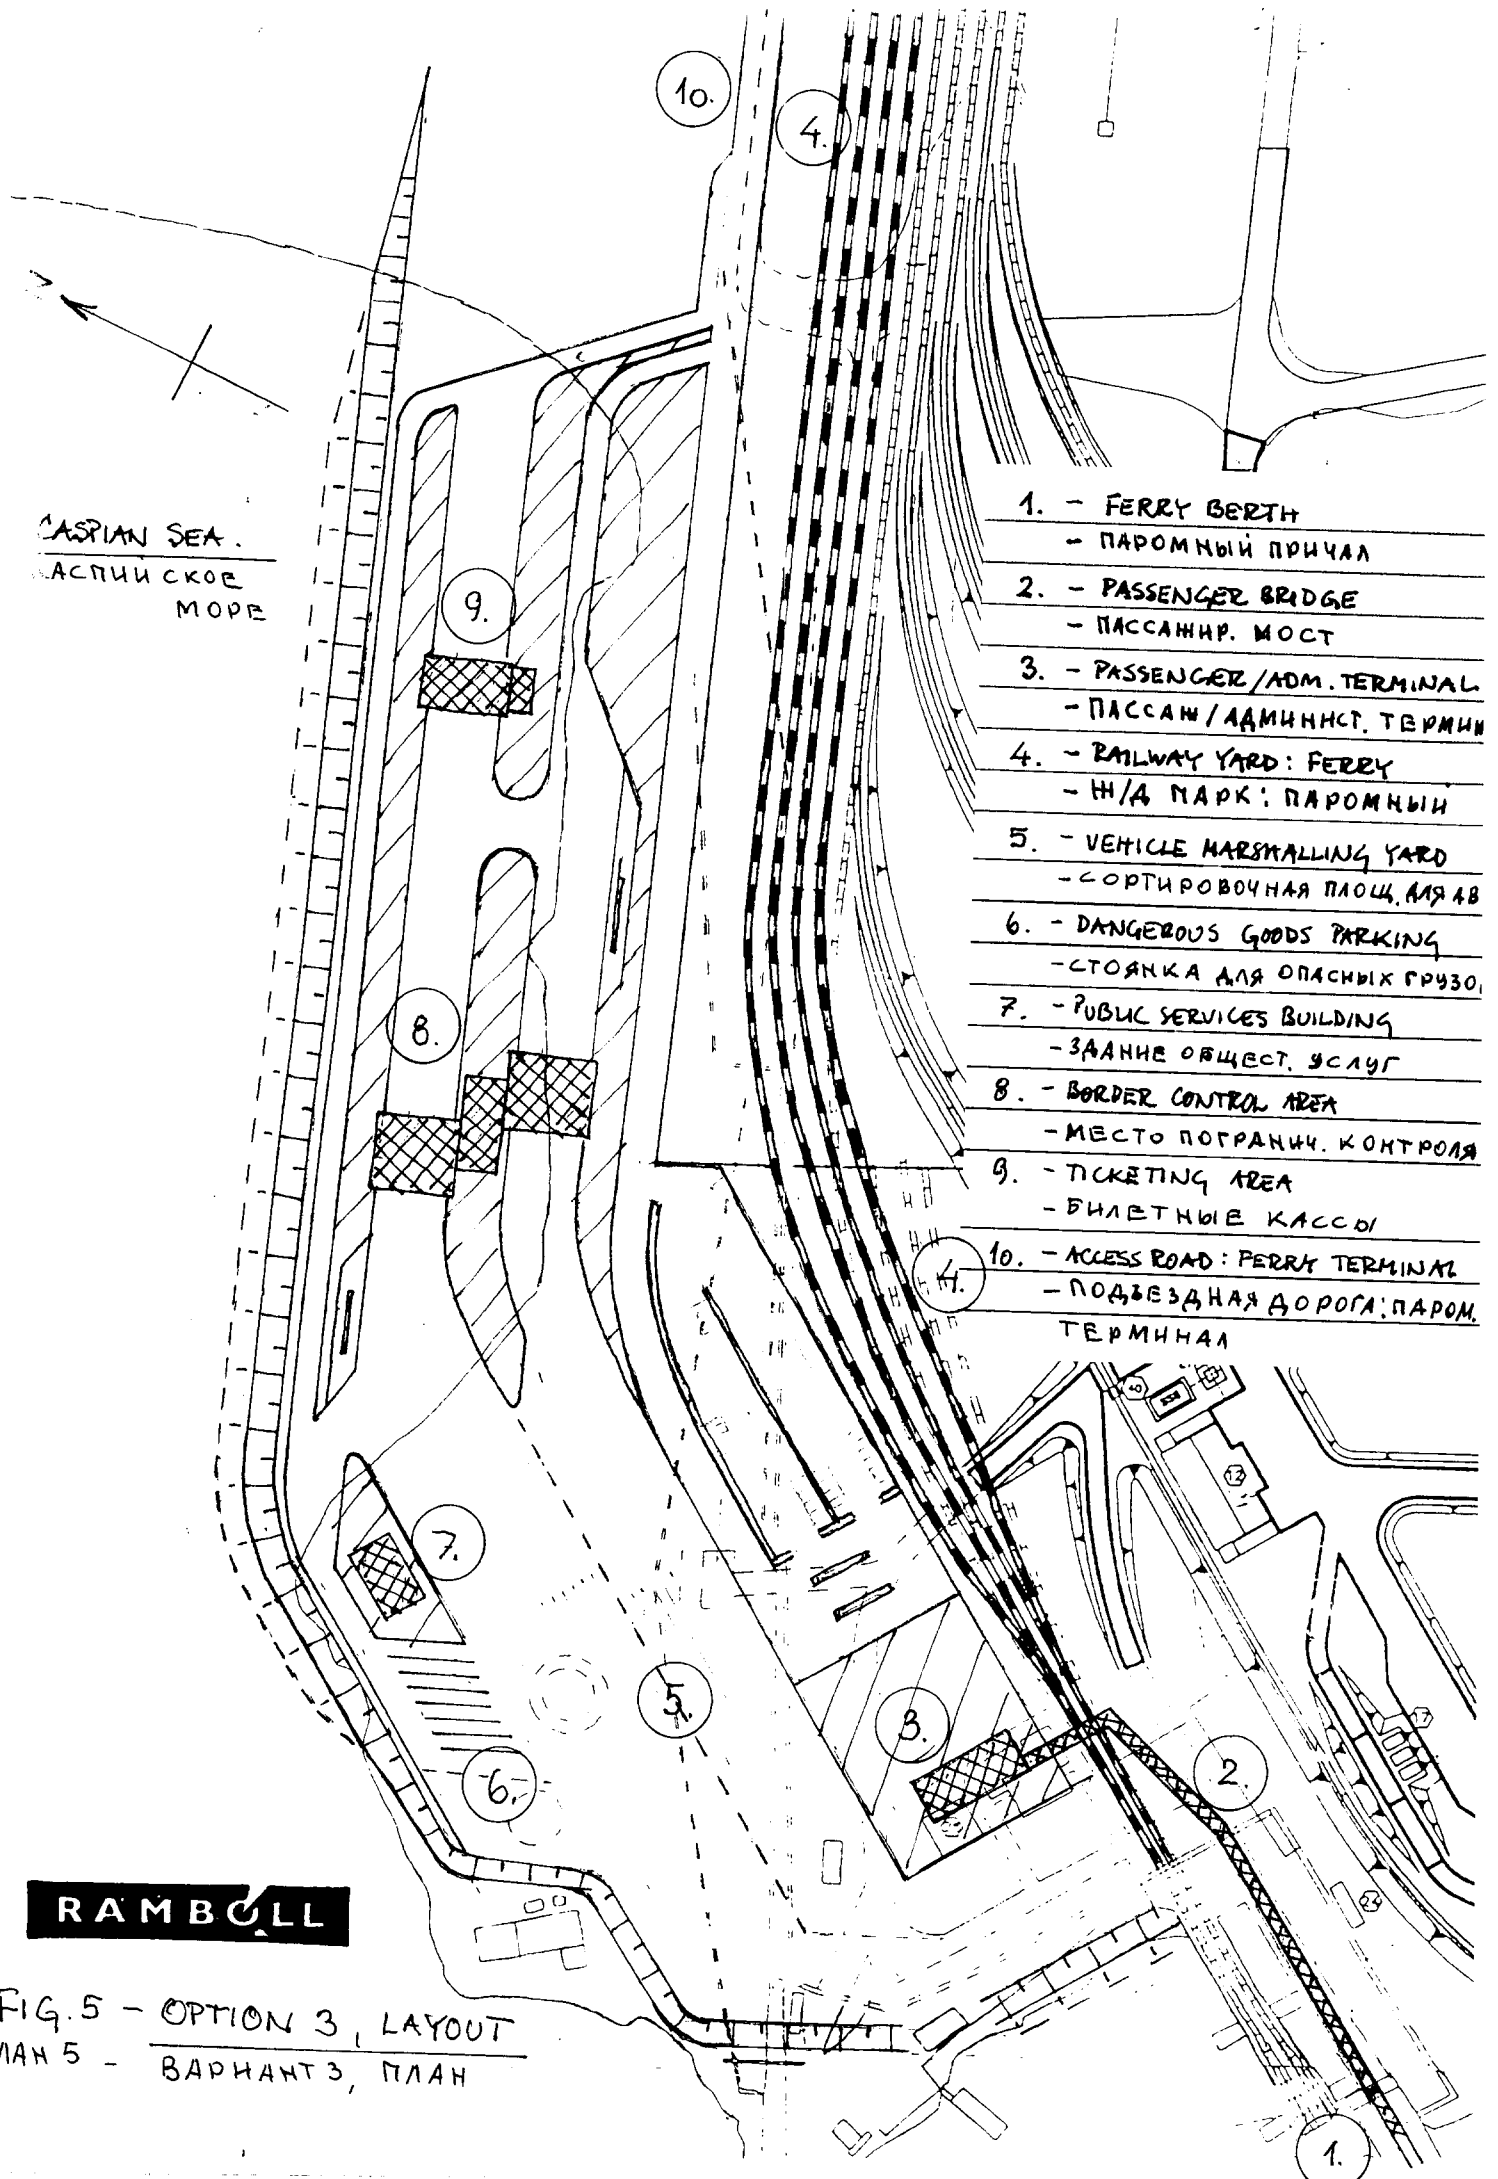 10.
4.
CASPIAN SEA.
АСПИЙСКОЕ
МОРЕ
9.
8.
7.
6.
5.
3.
2.
4.
1.
1. - FERRY BERTH
- ПАРОМНЫЙ ПРИЧАЛ
2. - PASSENGER BRIDGE
- ПАССАЖИР. МОСТ
3. - PASSENGER/ADM. TERMINAL
- ПАССАЖ/АДМИНИСТ. ТЕРМИН
4. - RAILWAY YARD: FERRY
- Ж/Д ПАРК: ПАРОМНЫЙ
5. - VEHICLE MARSHALLING YARD
- СОРТИРОВОЧНАЯ ПЛОЩ. ДЛЯ АВ
6. - DANGEROUS GOODS PARKING
- СТОЯНКА ДЛЯ ОПАСНЫХ ГРУЗО
7. - PUBLIC SERVICES BUILDING
- ЗДАНИЕ ОБЩЕСТ. УСЛУГ
8. - BORDER CONTROL AREA
- МЕСТО ПОГРАНИЧ. КОНТРОЛЯ
9. - TICKETING AREA
- БИЛЕТНЫЕ КАССЫ
10. - ACCESS ROAD: FERRY TERMINAL
- ПОДЪЕЗДНАЯ ДОРОГА: ПАРОМ.
ТЕРМИНАЛ
12
17
24
RAMBØLL
FIG. 5 - OPTION 3, LAYOUT
ЛАН 5 - ВАРИАНТ 3, ПЛАН